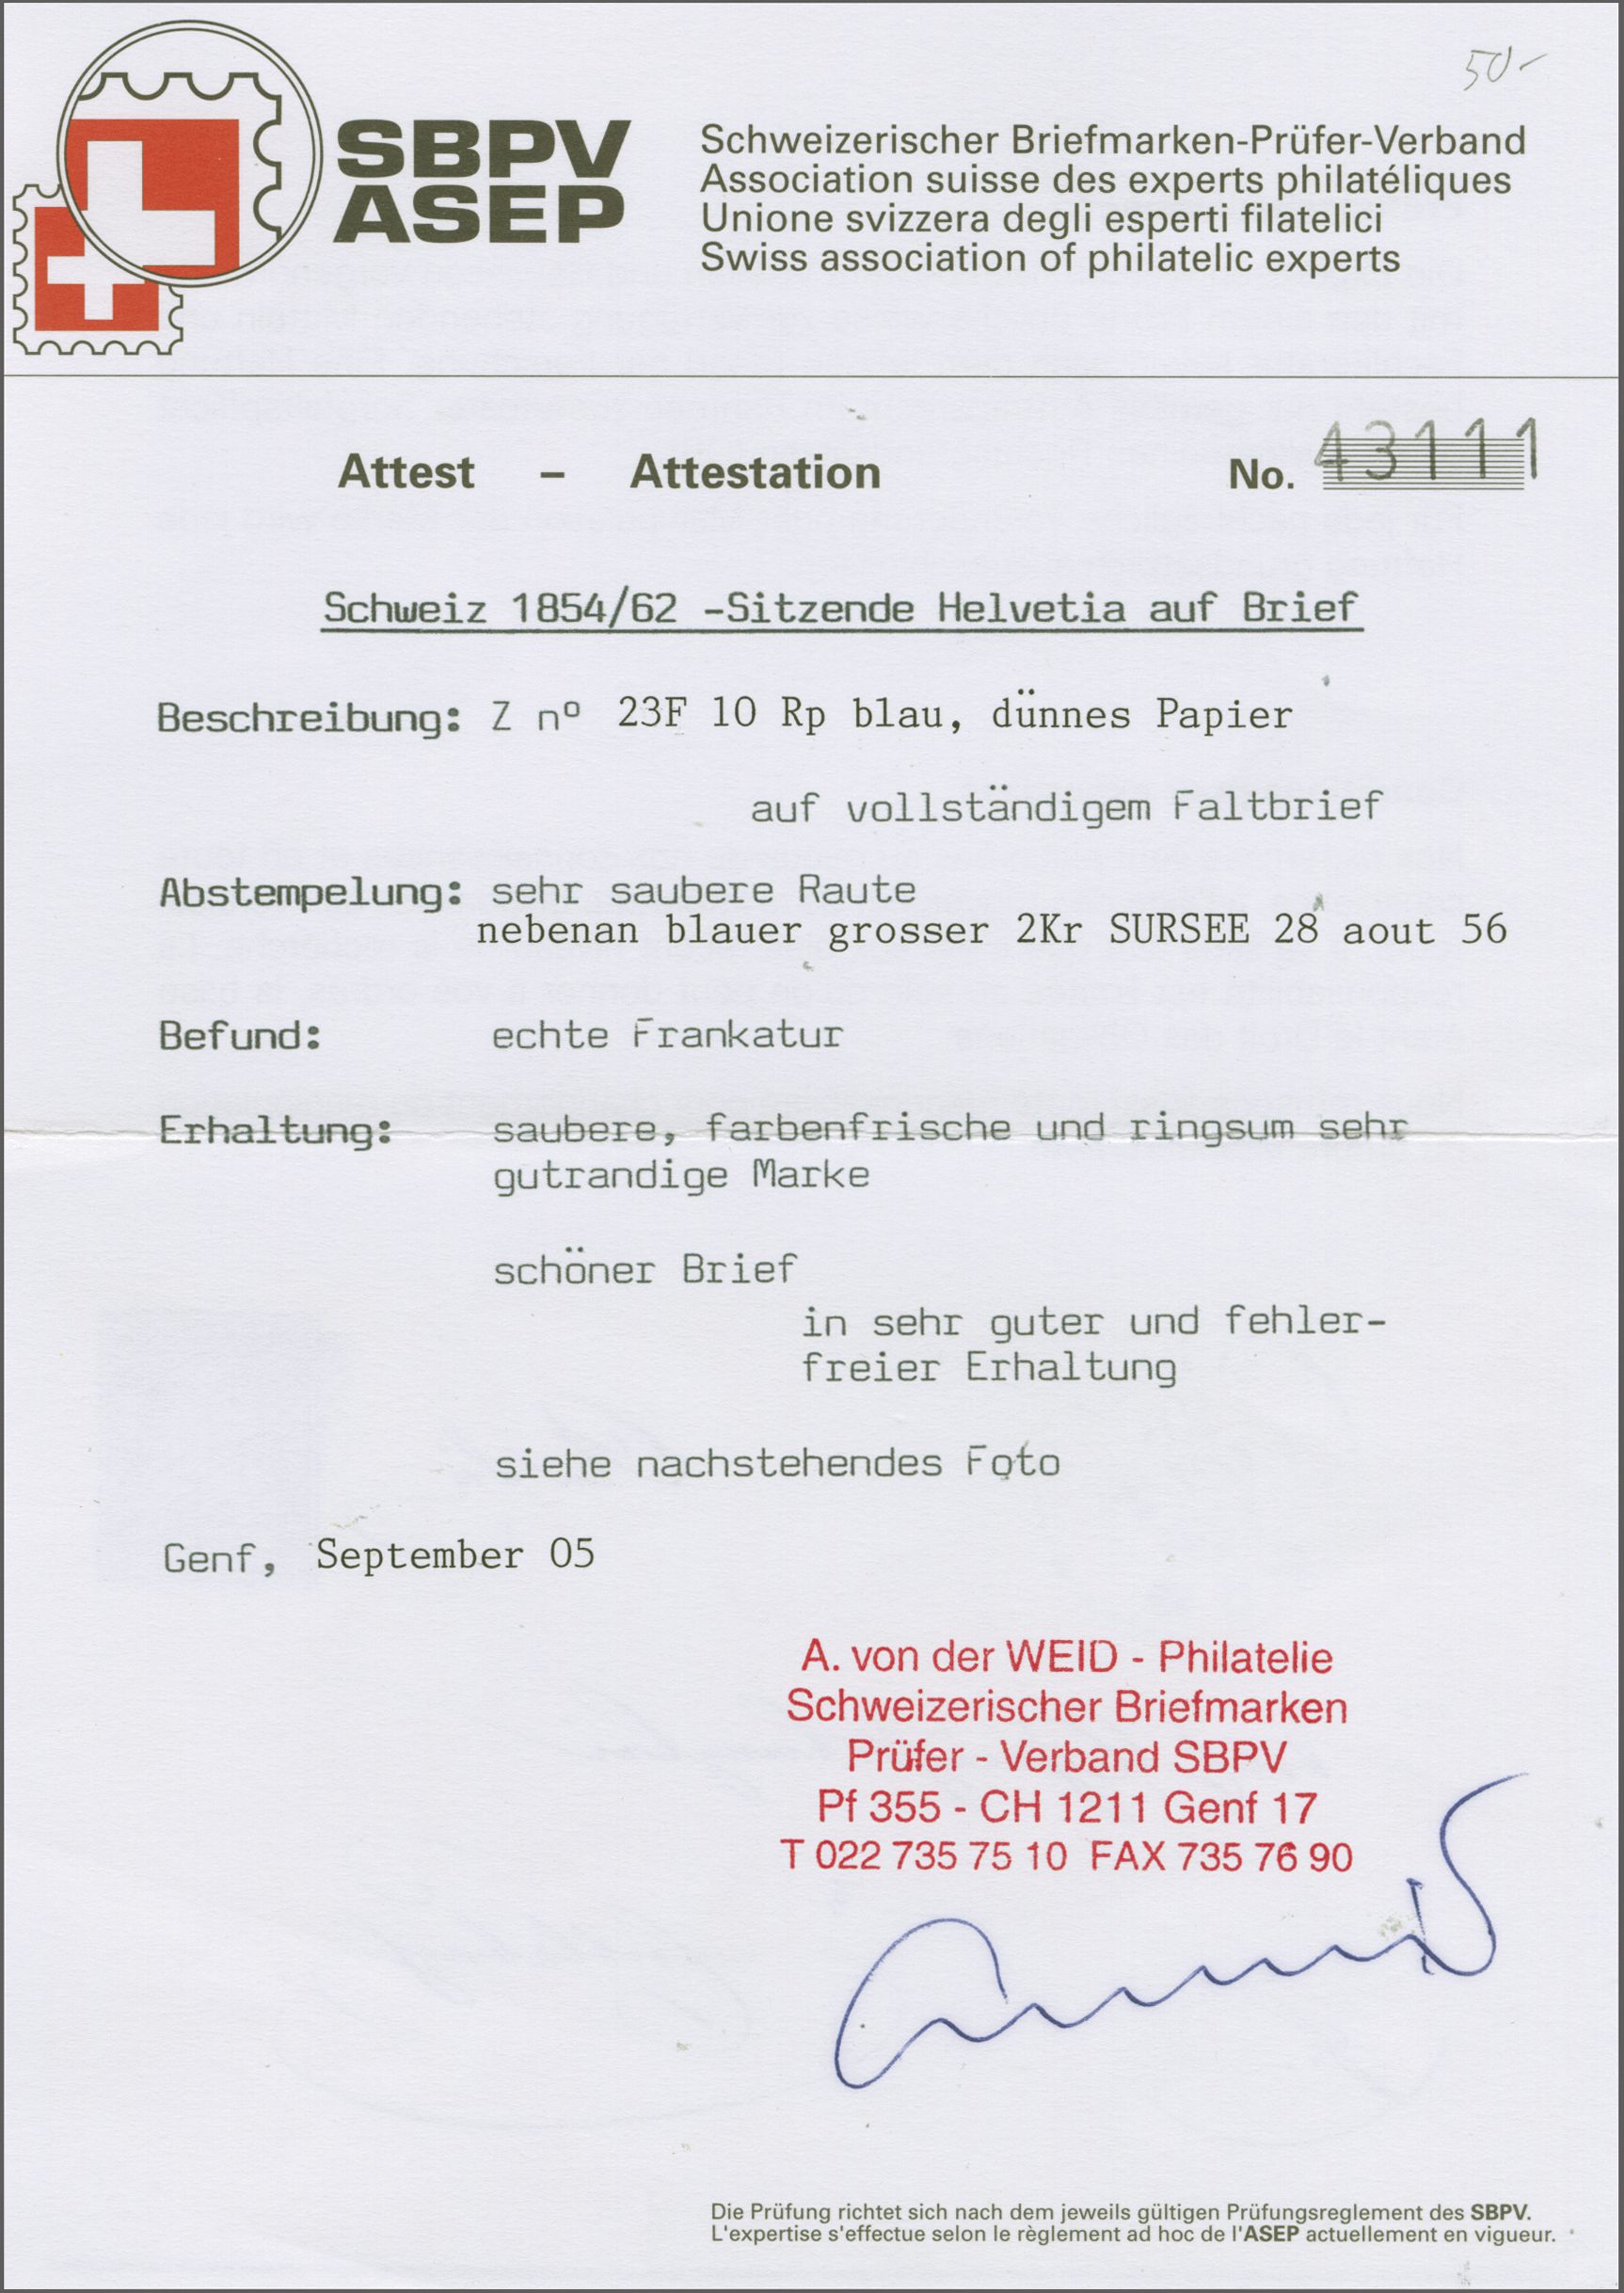 50.-
SBPV
ASEP
Schweizerischer Briefmarken-Prüfer-Verband
Association suisse des experts philatéliques
Unione svizzera degli esperti filatelici
Swiss association of philatelic experts
Attest – Attestation No. 43111
Schweiz 1854/62 -Sitzende Helvetia auf Brief
Beschreibung: Z nº 23F 10 Rp blau, dünnes Papier
auf vollständigem Faltbrief
Abstempelung: sehr saubere Raute
nebenan blauer grosser 2Kr SURSEE 28 aout 56
Befund: echte Frankatur
Erhaltung: saubere, farbenfrische und ringsum sehr
gutrandige Marke
schöner Brief
in sehr guter und fehler-
freier Erhaltung
siehe nachstehendes Foto
Genf, September 05
A. von der WEID - Philatelie
Schweizerischer Briefmarken
Prüfer - Verband SBPV
Pf 355 - CH 1211 Genf 17
T 022 735 75 10 FAX 735 76 90
Die Prüfung richtet sich nach dem jeweils gültigen Prüfungsreglement des SBPV.
L'expertise s'effectue selon le règlement ad hoc de l'ASEP actuellement en vigueur.